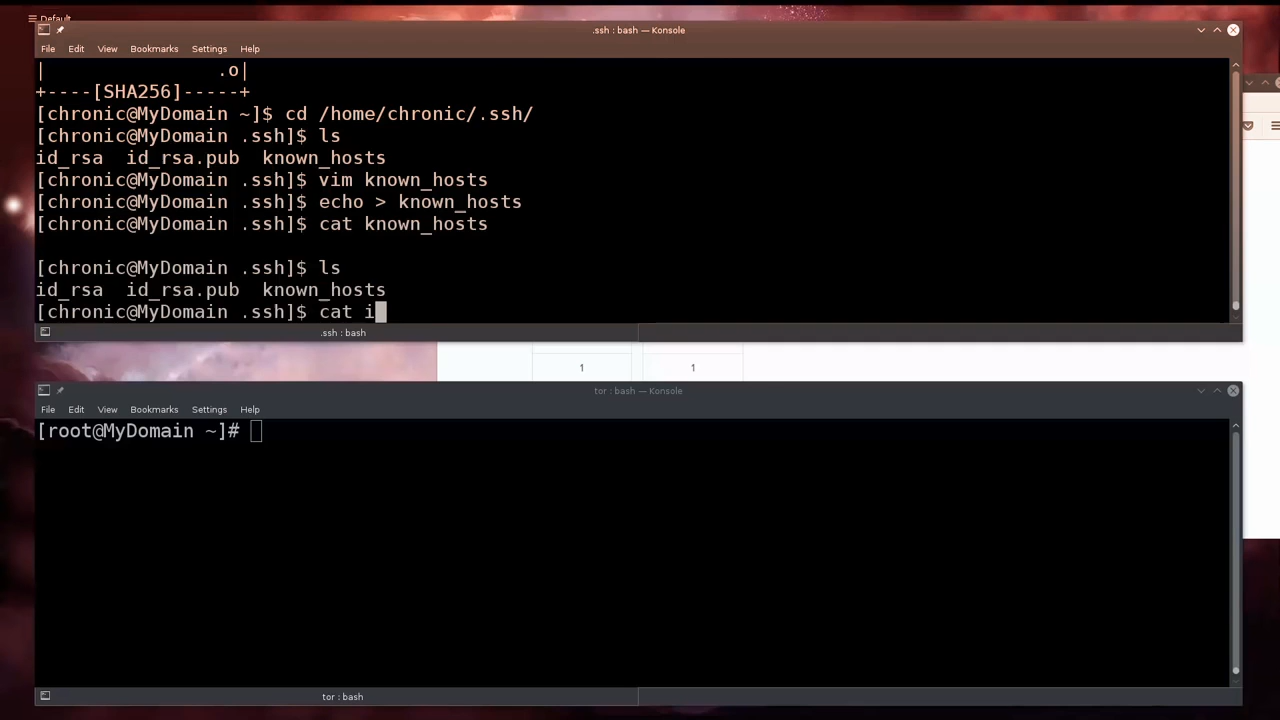 Default
.ssh : bash — Konsole
File Edit View Bookmarks Settings Help
| .o|
+----[SHA256]-----+
[chronic@MyDomain ~]$ cd /home/chronic/.ssh/
[chronic@MyDomain .ssh]$ ls
id_rsa id_rsa.pub known_hosts
[chronic@MyDomain .ssh]$ vim known_hosts
[chronic@MyDomain .ssh]$ echo > known_hosts
[chronic@MyDomain .ssh]$ cat known_hosts
[chronic@MyDomain .ssh]$ ls
id_rsa id_rsa.pub known_hosts
[chronic@MyDomain .ssh]$ cat i
.ssh : bash
1 1
tor : bash — Konsole
File Edit View Bookmarks Settings Help
[root@MyDomain ~]#
tor : bash